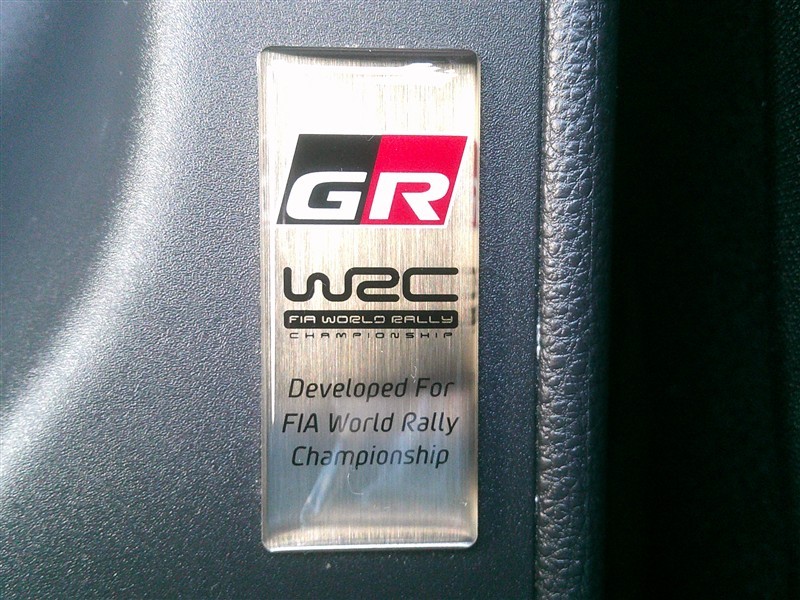 GR
WRC
FIA WORLD RALLY
CHAMPIONSHIP
Developed For
FIA World Rally
Championship